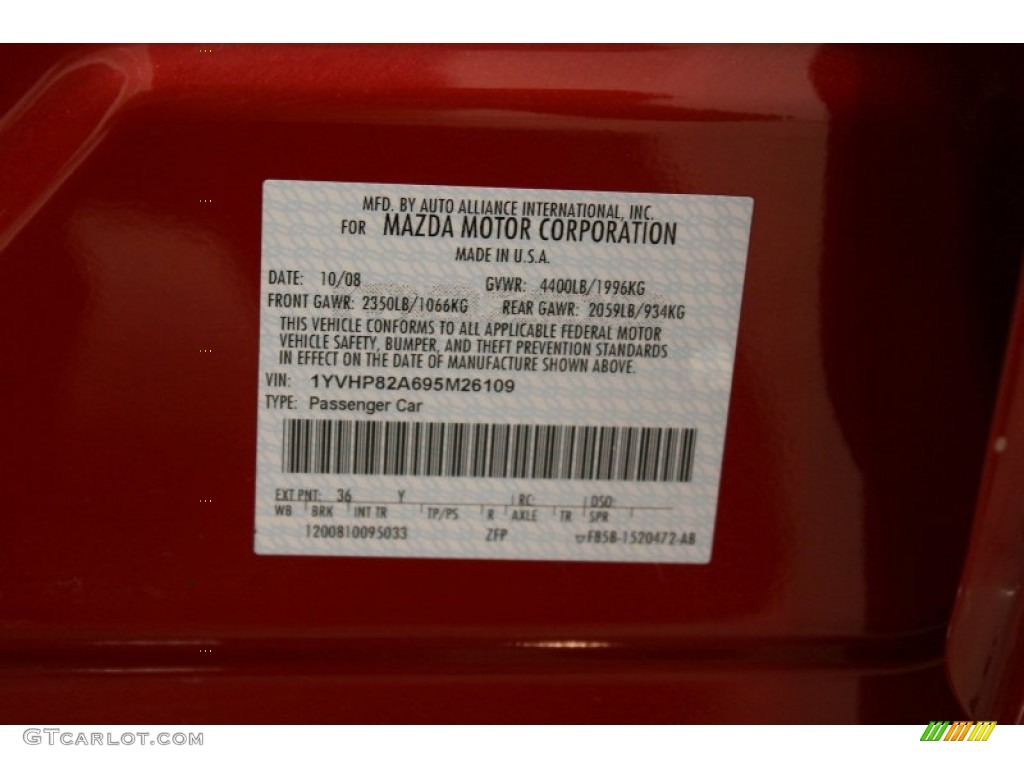 MFD. BY AUTO ALLIANCE INTERNATIONAL, INC.
FOR MAZDA MOTOR CORPORATION
MADE IN U.S.A.
DATE: 10/08 GVWR: 4400LB/1996KG
FRONT GAWR: 2350LB/1066KG REAR GAWR: 2059LB/934KG
THIS VEHICLE CONFORMS TO ALL APPLICABLE FEDERAL MOTOR
VEHICLE SAFETY, BUMPER, AND THEFT PREVENTION STANDARDS
IN EFFECT ON THE DATE OF MANUFACTURE SHOWN ABOVE.
VIN: 1YVHP82A695M26109
TYPE: Passenger Car
EXT PNT: 36 Y RC: DSO:
WB BRK INT TR TP/PS R AXLE TR SPR
1200810095033 ZFP F85B-1520472-AB
GTCARLOT.COM